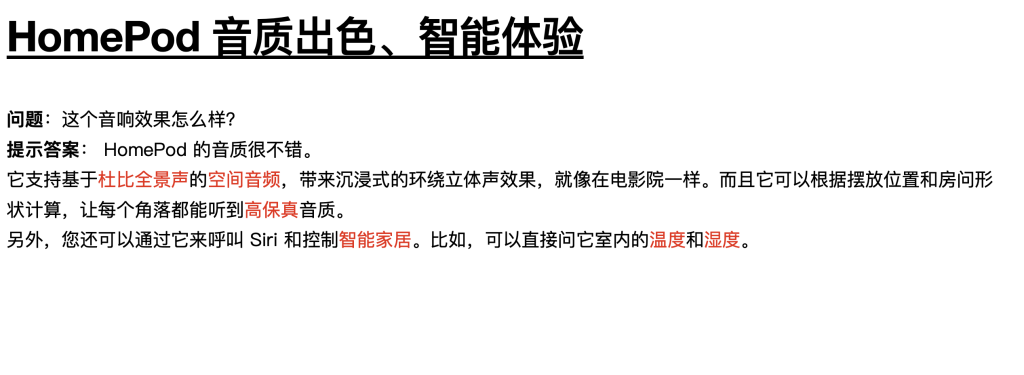 HomePod 音质出色、智能体验
问题：这个音响效果怎么样？
提示答案： HomePod 的音质很不错。
它支持基于杜比全景声的空间音频，带来沉浸式的环绕立体声效果，就像在电影院一样。而且它可以根据摆放位置和房间形
状计算，让每个角落都能听到高保真音质。
另外，您还可以通过它来呼叫 Siri 和控制智能家居。比如，可以直接问它室内的温度和湿度。